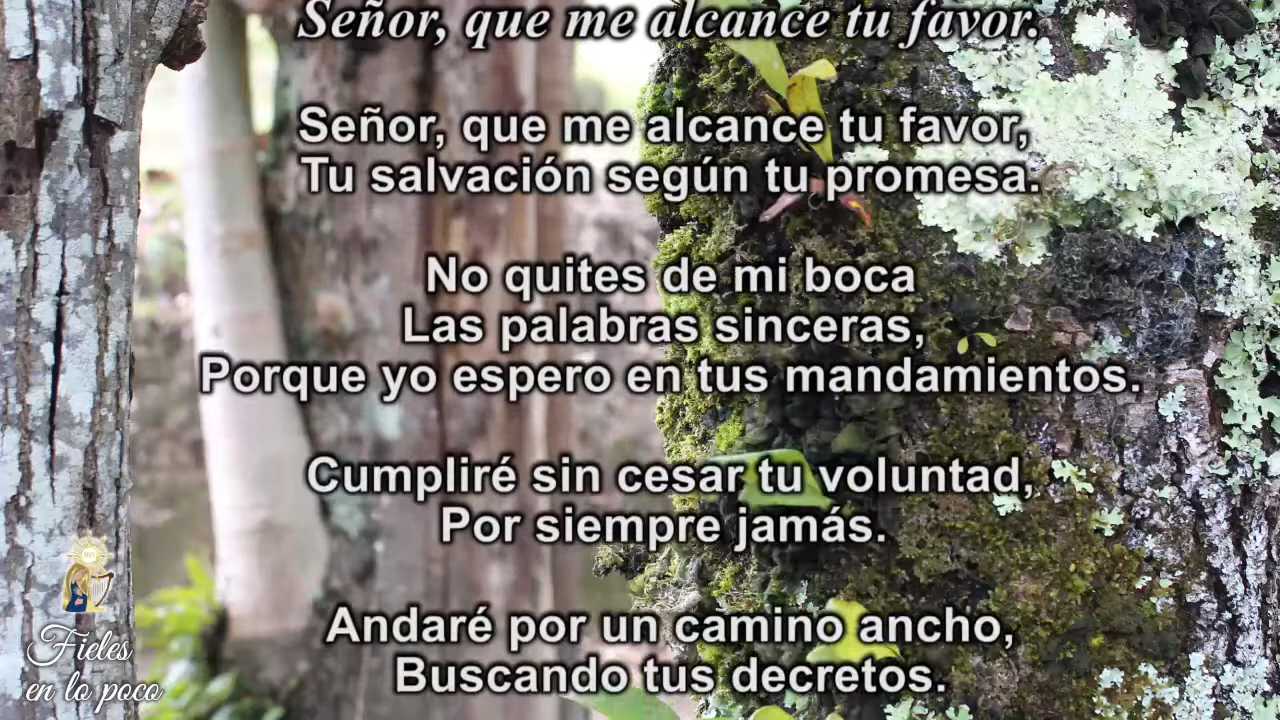 Señor, que me alcance tu favor.
Señor, que me alcance tu favor,
Tu salvación según tu promesa.
No quites de mi boca
Las palabras sinceras,
Porque yo espero en tus mandamientos.
Cumpliré sin cesar tu voluntad,
Por siempre jamás.
Andaré por un camino ancho,
Buscando tus decretos.
Fieles
en lo poco